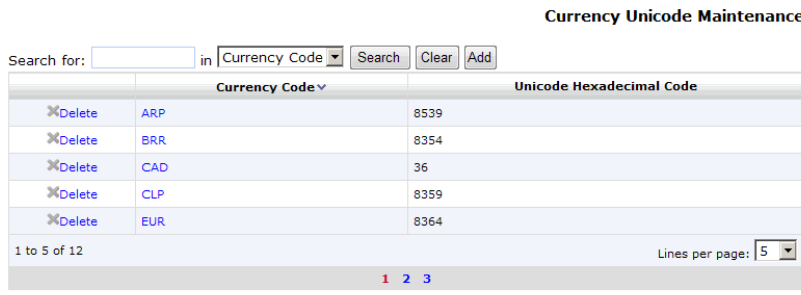 Currency Unicode Maintenance
Search for: in Currency Code Search Clear Add
Currency Code Unicode Hexadecimal Code
Delete ARP 8539
Delete BRR 8354
Delete CAD 36
Delete CLP 8359
Delete EUR 8364
1 to 5 of 12 Lines per page: 5
1 2 3